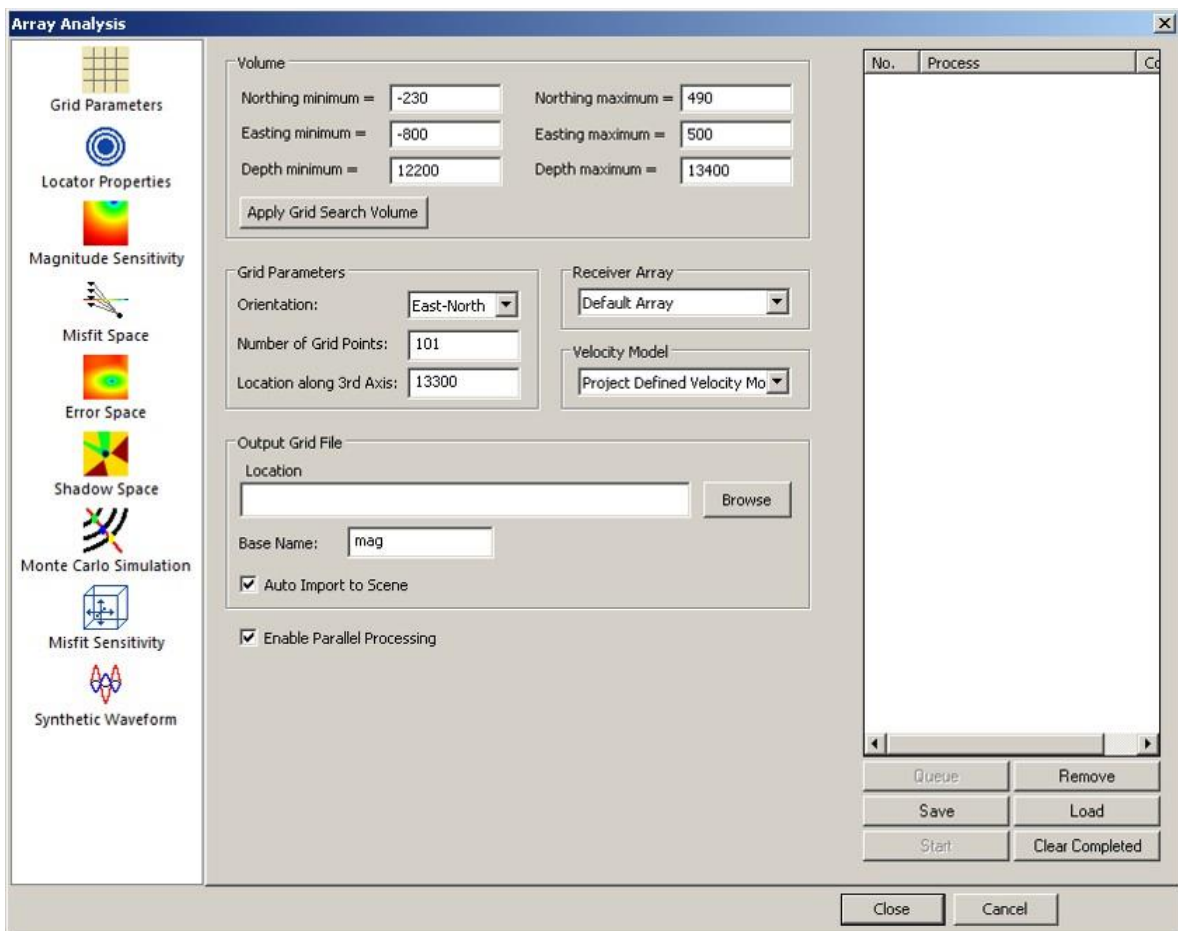 Array Analysis
Grid Parameters
Locator Properties
Magnitude Sensitivity
Misfit Space
Error Space
Shadow Space
Monte Carlo Simulation
Misfit Sensitivity
Synthetic Waveform
Volume
Northing minimum = -230 Northing maximum = 490
Easting minimum = -800 Easting maximum = 500
Depth minimum = 12200 Depth maximum = 13400
Apply Grid Search Volume
Grid Parameters
Orientation: East-North
Number of Grid Points: 101
Location along 3rd Axis: 13300
Receiver Array
Default Array
Velocity Model
Project Defined Velocity Mo
Output Grid File
Location
Browse
Base Name: mag
Auto Import to Scene
Enable Parallel Processing
No. Process Co
Queue Remove
Save Load
Start Clear Completed
Close Cancel